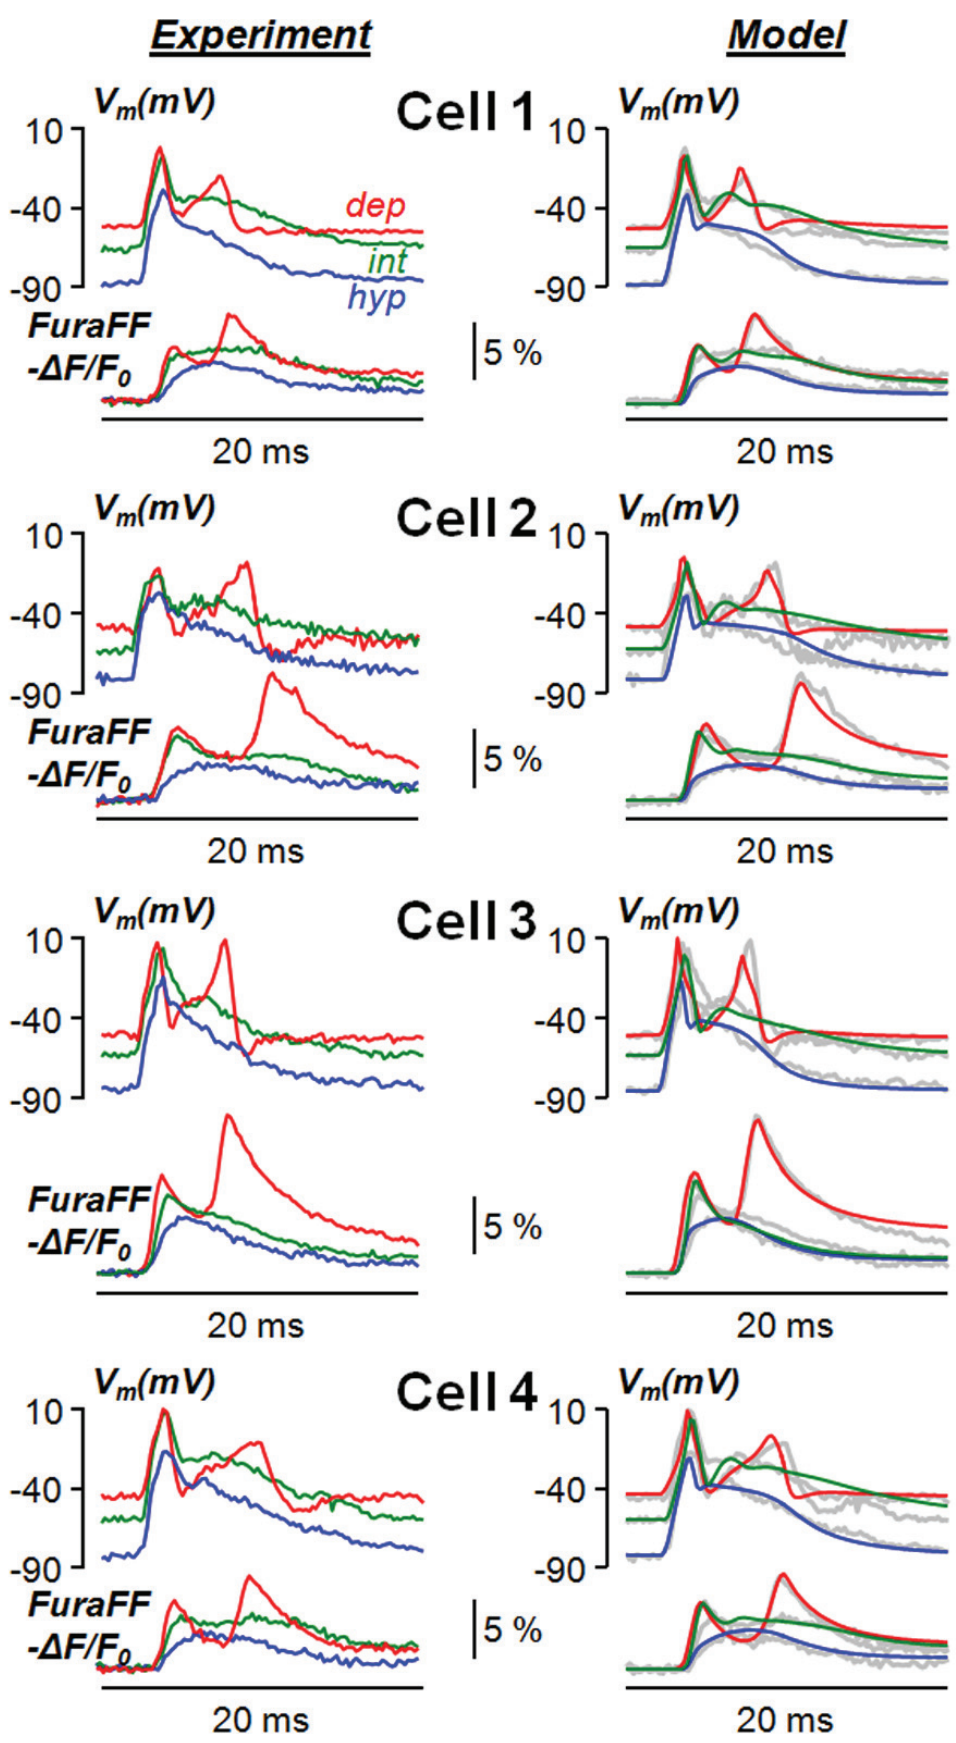 Experiment Model
Vm(mV) Cell 1 Vm(mV)
10 10
-40 dep -40
int
-90 hyp -90
FuraFF
-ΔF/F0 5 %
20 ms 20 ms
Vm(mV) Cell 2 Vm(mV)
10 10
-40 -40
-90 -90
FuraFF
-ΔF/F0 5 %
20 ms 20 ms
Vm(mV) Cell 3 Vm(mV)
10 10
-40 -40
-90 -90
FuraFF
-ΔF/F0 5 %
20 ms 20 ms
Vm(mV) Cell 4 Vm(mV)
10 10
-40 -40
-90 -90
FuraFF
-ΔF/F0 5 %
20 ms 20 ms